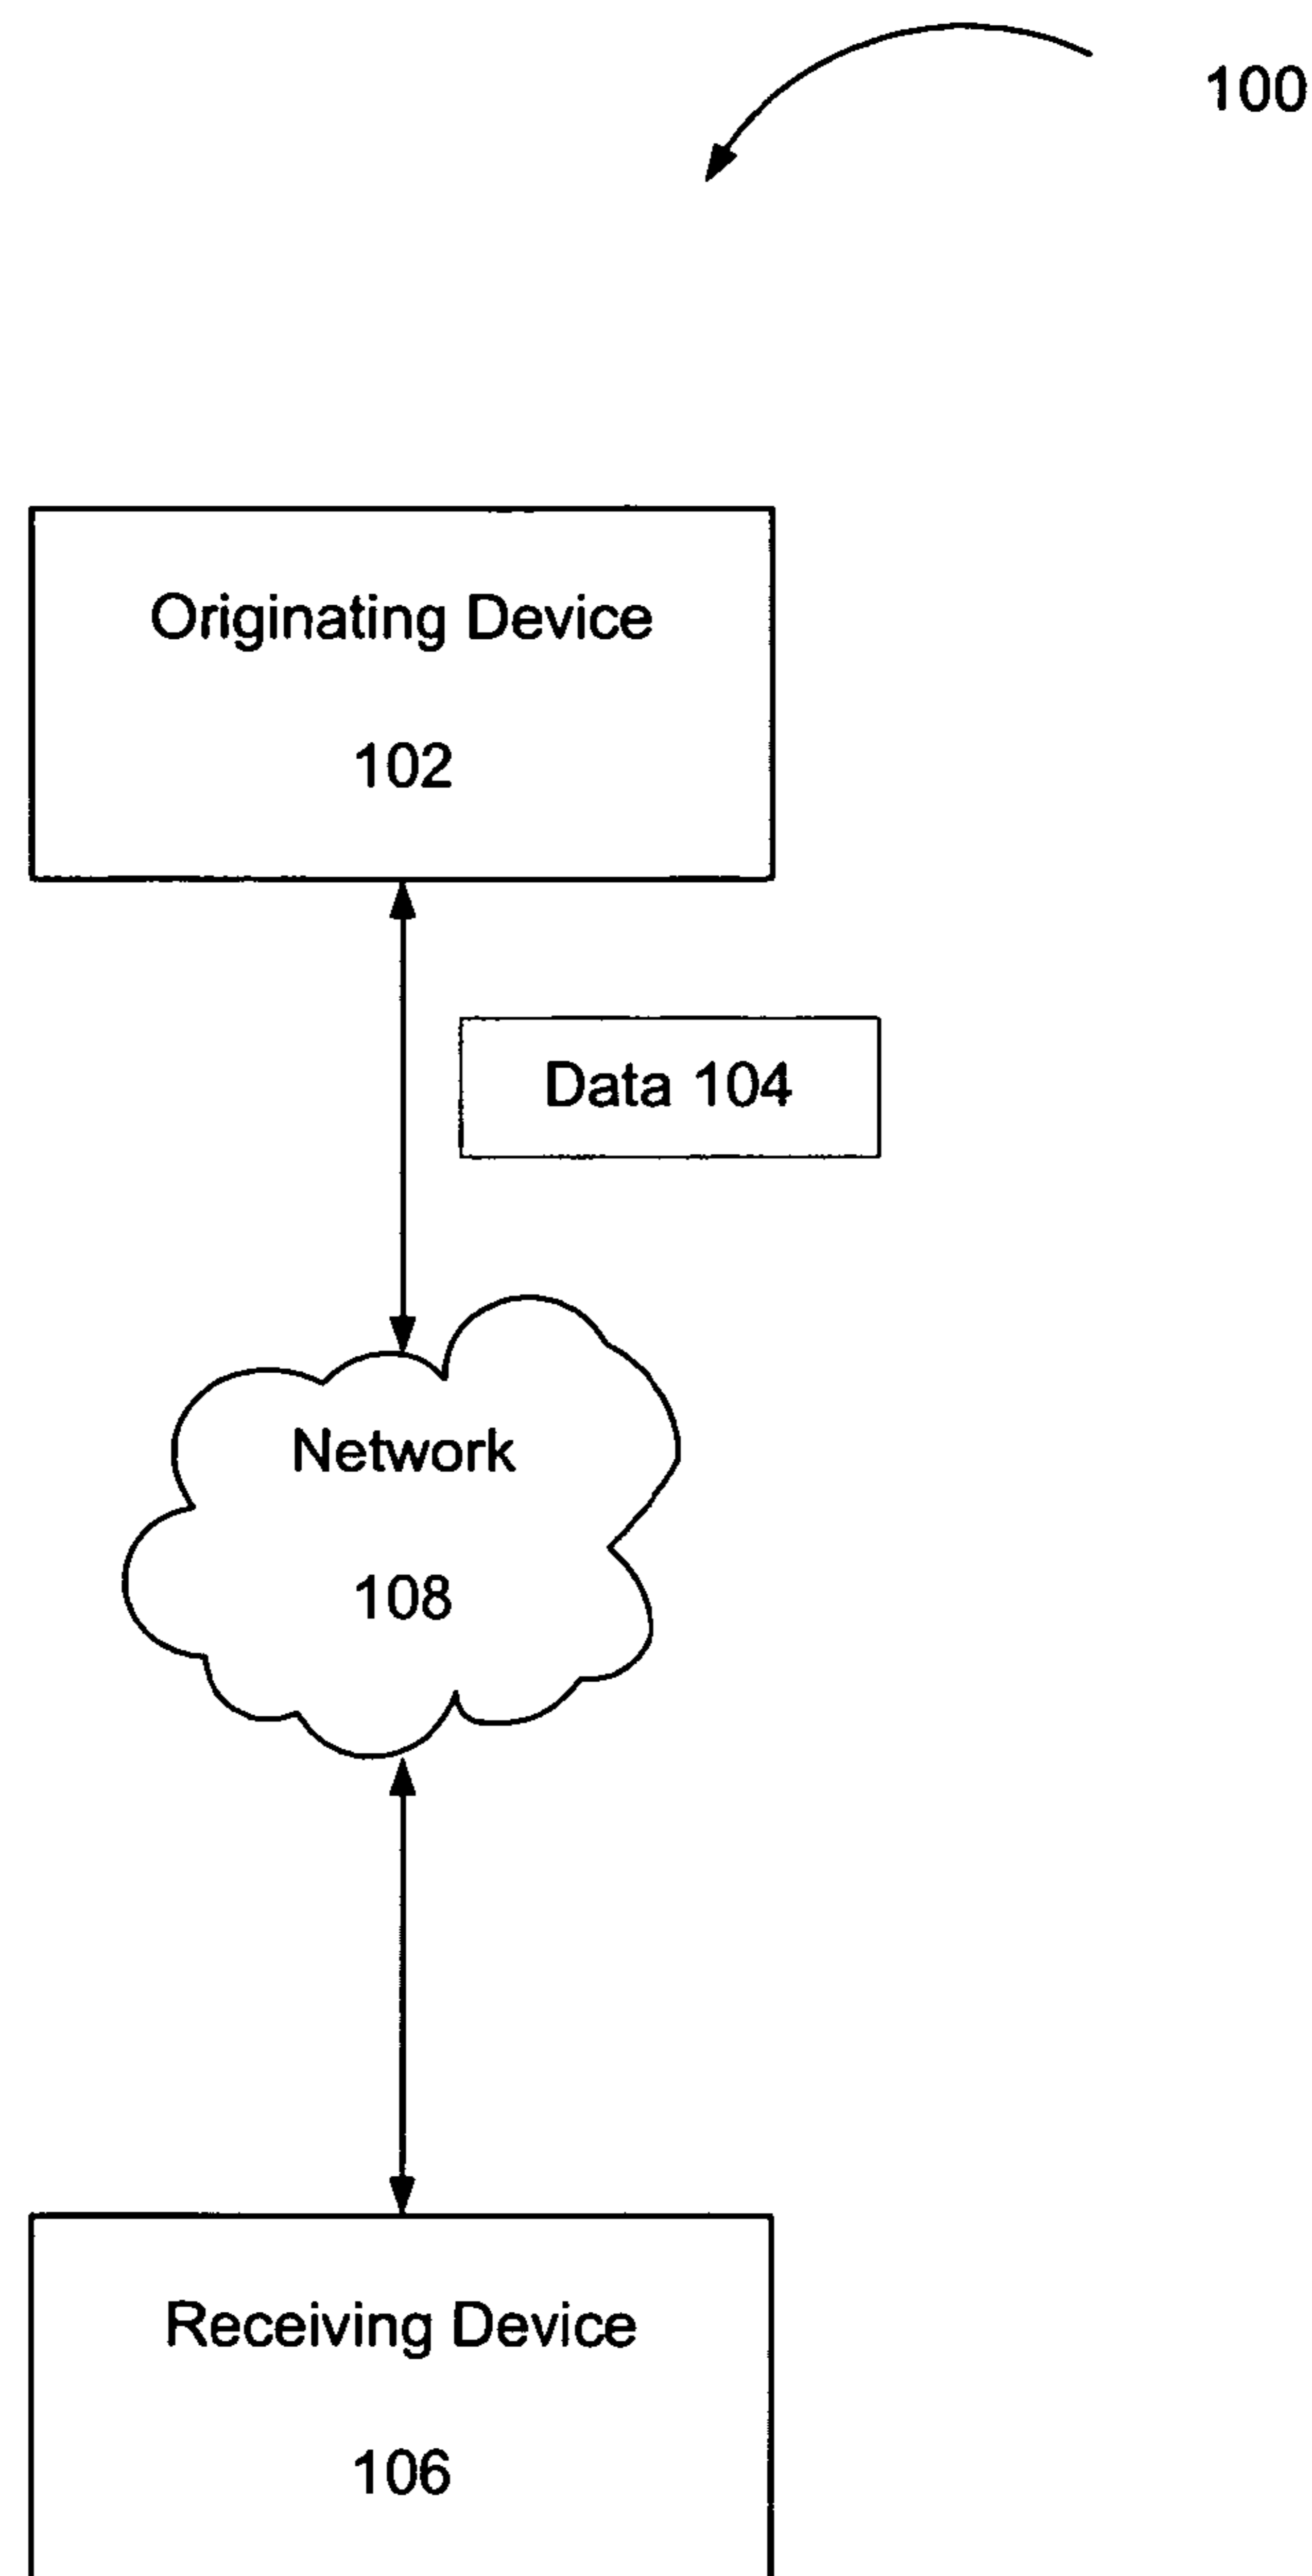 100
Originating Device
102
Data 104
Network
108
Receiving Device
106